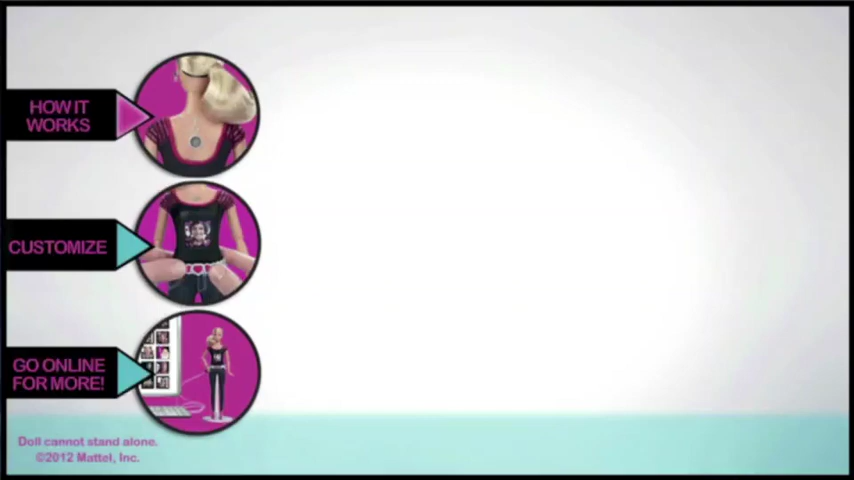 HOW IT
WORKS
CUSTOMIZE
GO ONLINE
FOR MORE!
Doll cannot stand alone.
©2012 Mattel, Inc.